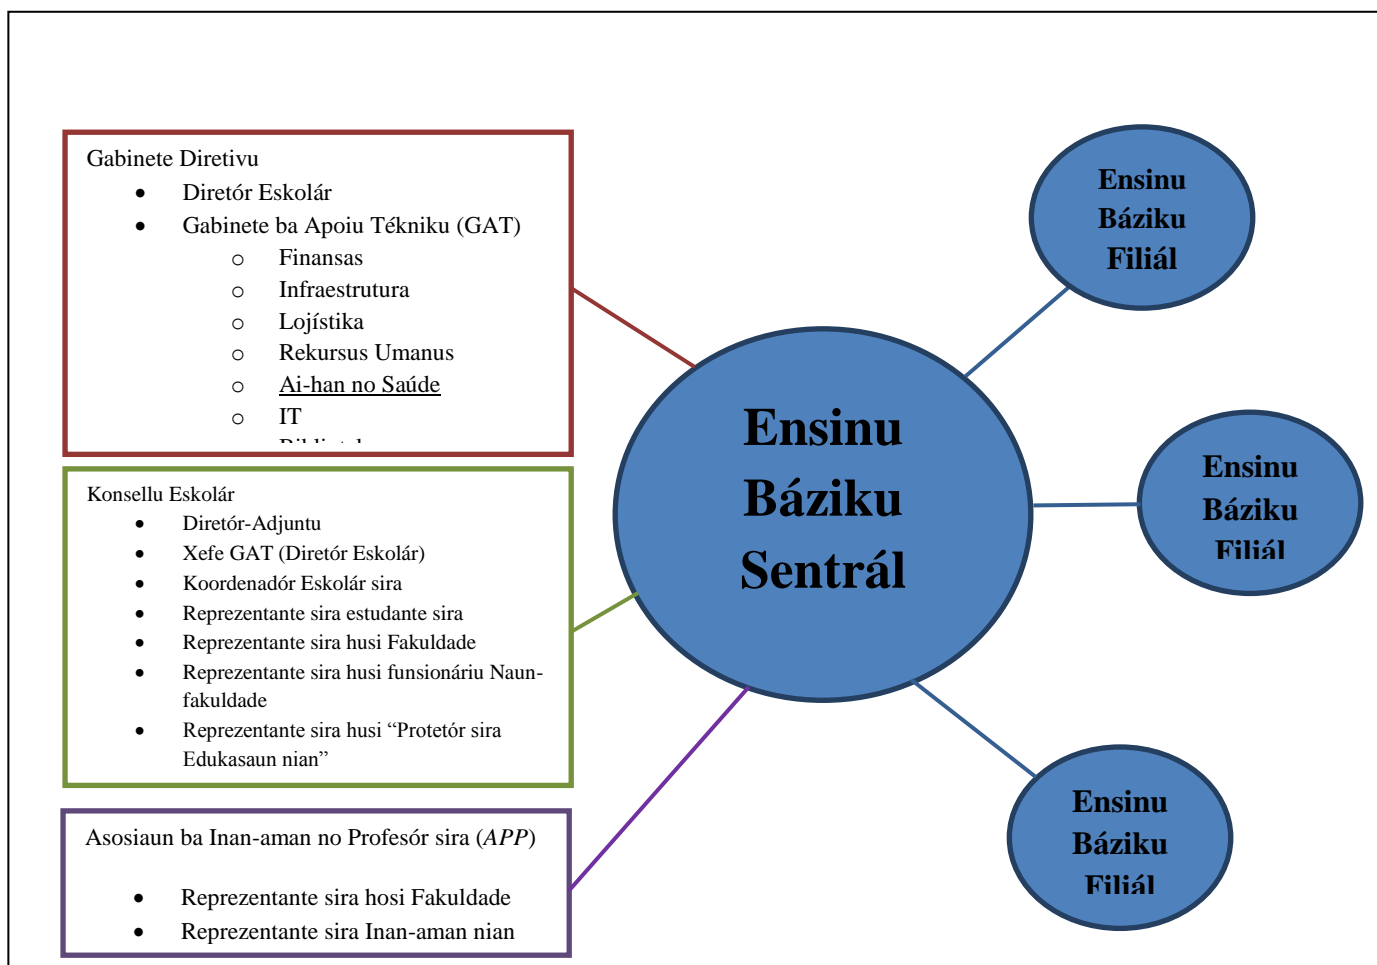 Gabinete Diretivu
• Diretór Eskolár
• Gabinete ba Apoiu Tékniku (GAT)
o Finansas
o Infraestrutura
o Lojístika
o Rekursus Umanus
o Ai-han no Saúde
o IT
Konsellu Eskolár
• Diretór-Adjuntu
• Xefe GAT (Diretór Eskolár)
• Koordenadór Eskolár sira
• Reprezentante sira estudante sira
• Reprezentante sira husi Fakuldade
• Reprezentante sira husi funsionáriu Naun-
fakuldade
• Reprezentante sira husi “Protetór sira
Edukasaun nian”
Asosiaun ba Inan-aman no Profesór sira (APP)
• Reprezentante sira hosi Fakuldade
• Reprezentante sira Inan-aman nian
Ensinu
Báziku
Sentrál
Ensinu
Báziku
Filiál
Ensinu
Báziku
Filiál
Ensinu
Báziku
Filiál